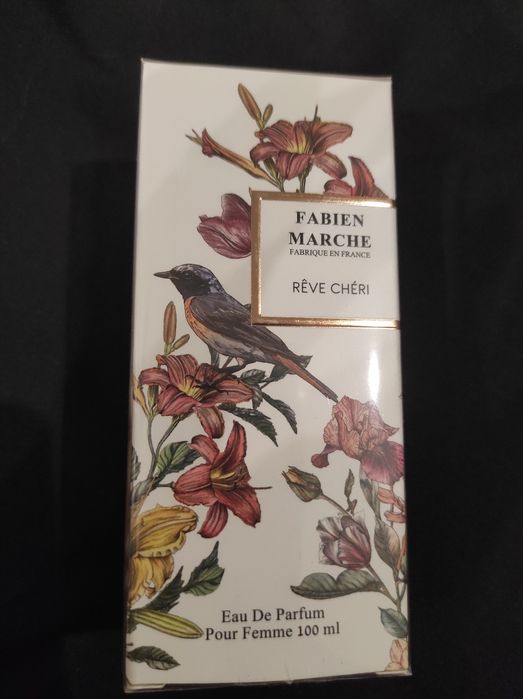 FABIEN
MARCHE
FABRIQUE EN FRANCE
RÊVE CHÉRI
Eau De Parfum
Pour Femme 100 ml